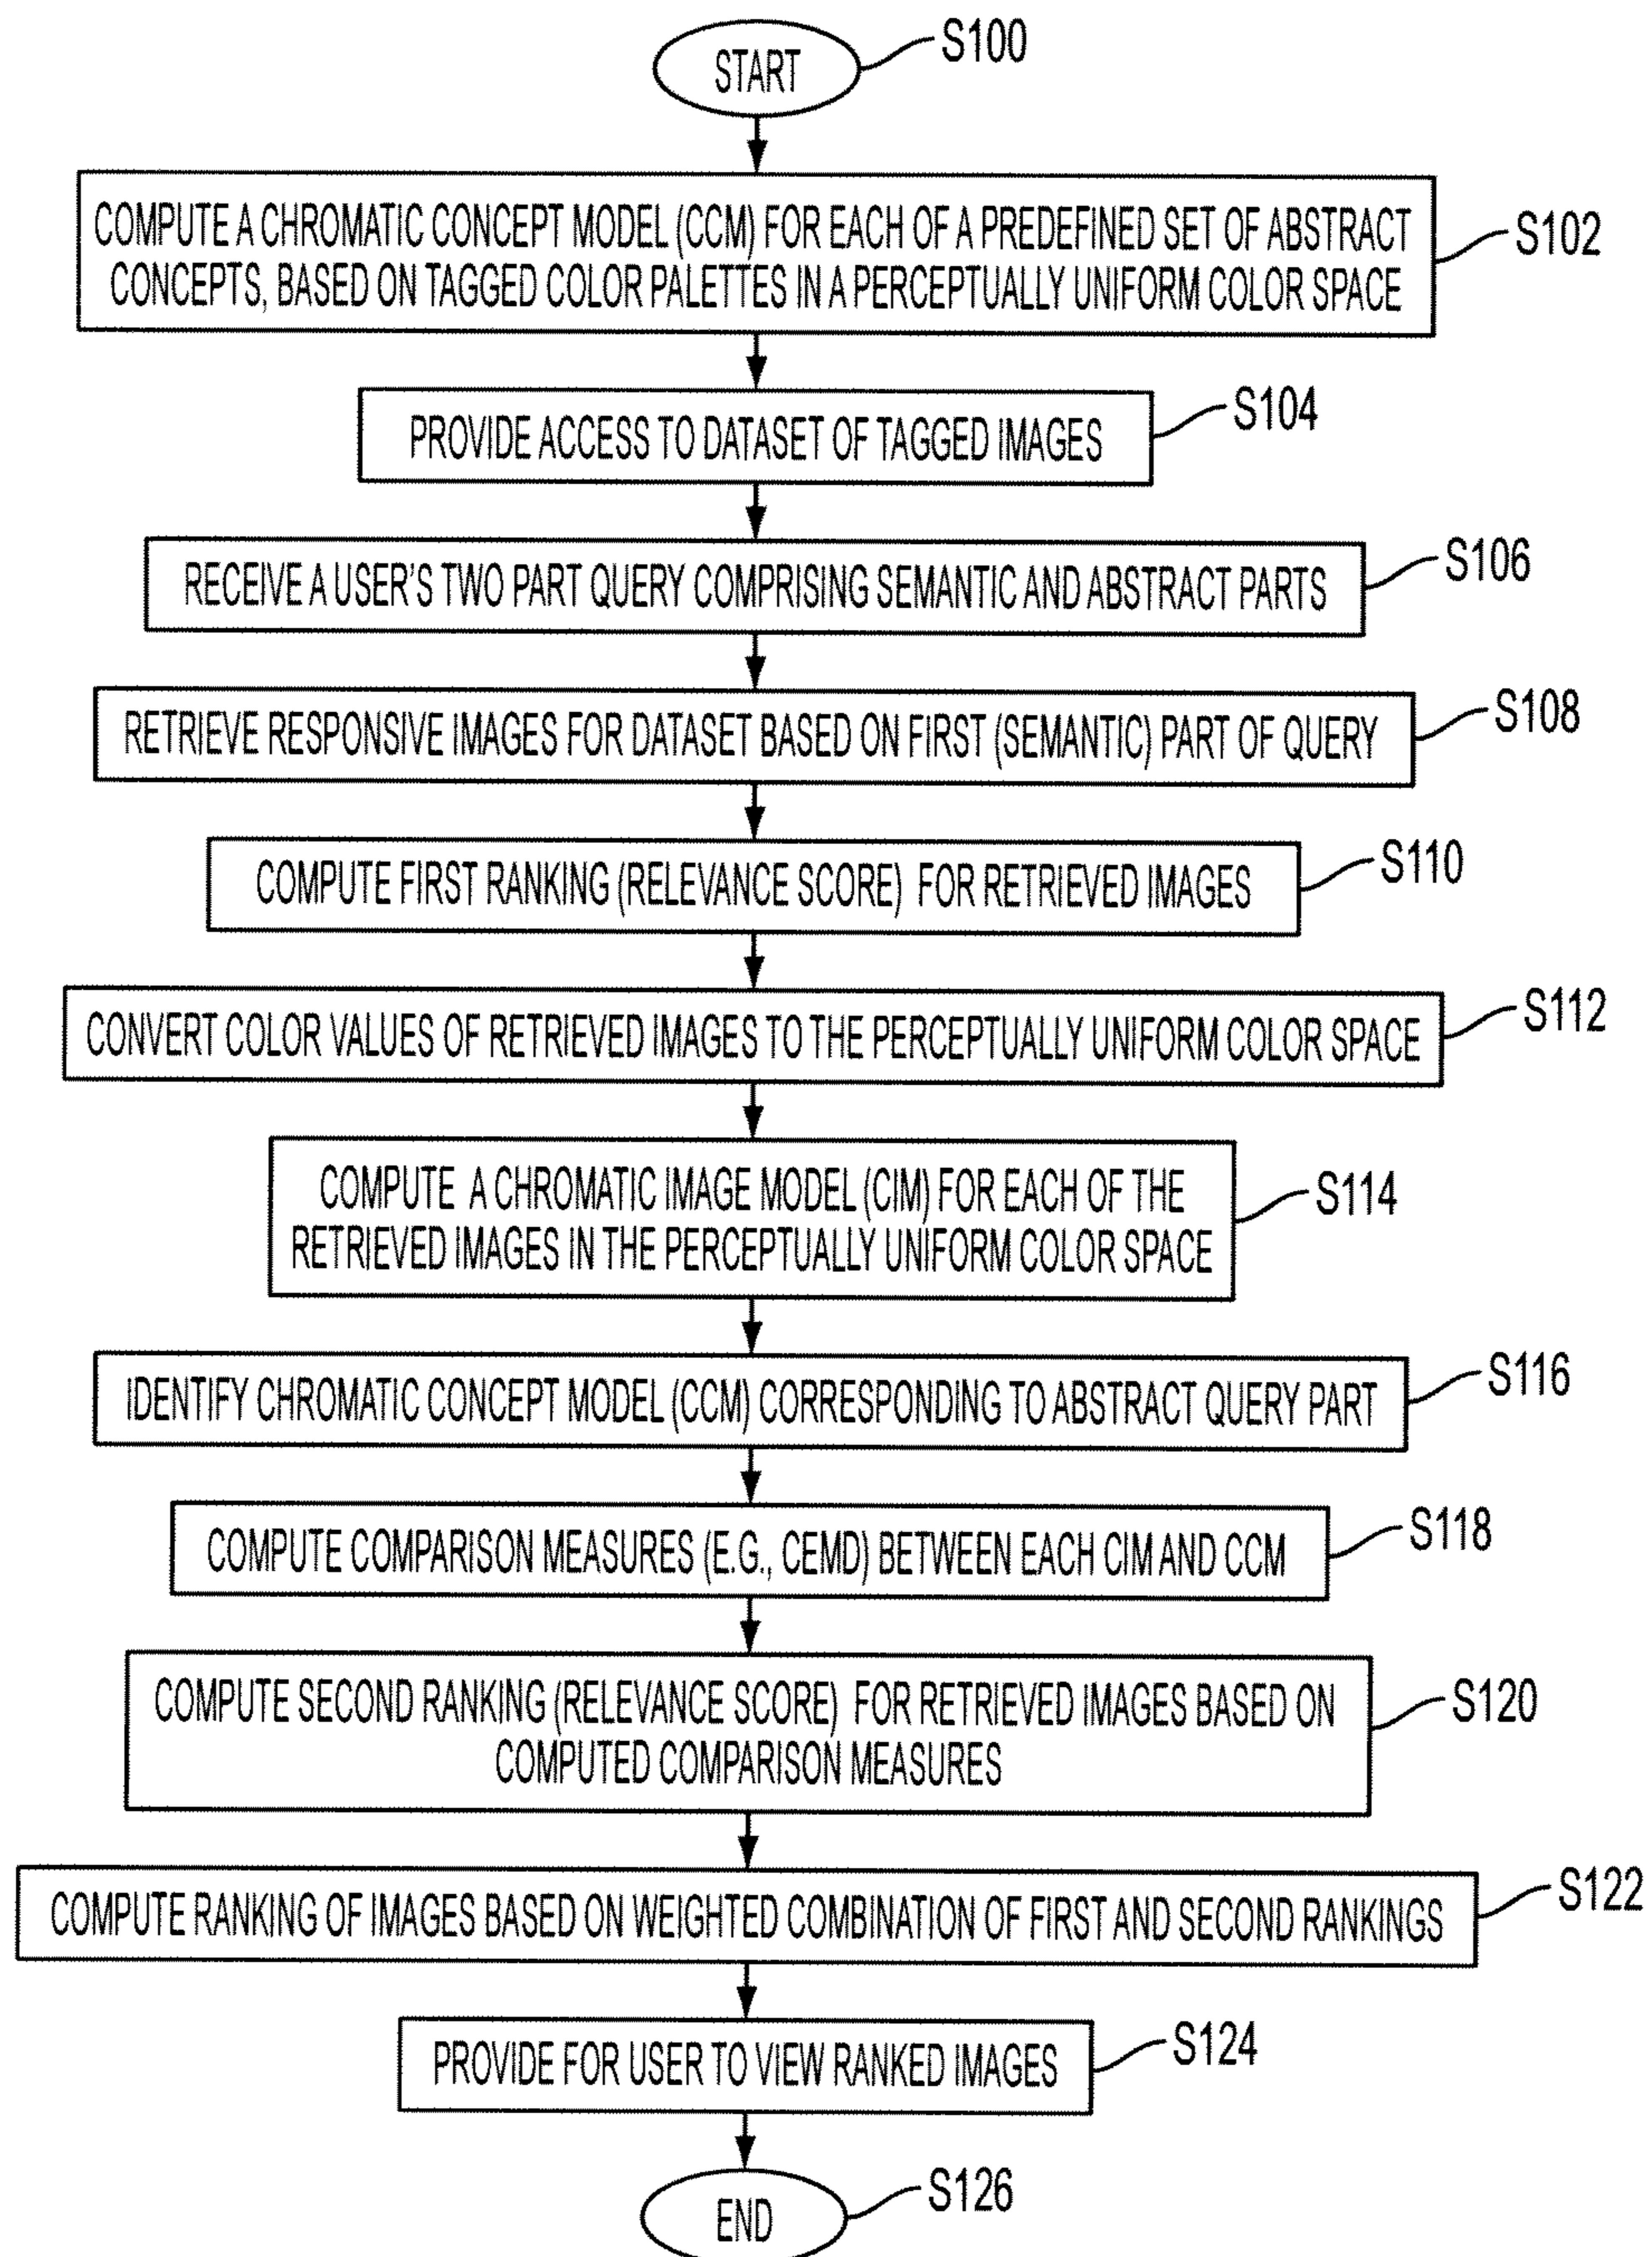 START
S100
COMPUTE A CHROMATIC CONCEPT MODEL (CCM) FOR EACH OF A PREDEFINED SET OF ABSTRACT
CONCEPTS, BASED ON TAGGED COLOR PALETTES IN A PERCEPTUALLY UNIFORM COLOR SPACE
S102
PROVIDE ACCESS TO DATASET OF TAGGED IMAGES
S104
RECEIVE A USER'S TWO PART QUERY COMPRISING SEMANTIC AND ABSTRACT PARTS
S106
RETRIEVE RESPONSIVE IMAGES FOR DATASET BASED ON FIRST (SEMANTIC) PART OF QUERY
S108
COMPUTE FIRST RANKING (RELEVANCE SCORE) FOR RETRIEVED IMAGES
S110
CONVERT COLOR VALUES OF RETRIEVED IMAGES TO THE PERCEPTUALLY UNIFORM COLOR SPACE
S112
COMPUTE A CHROMATIC IMAGE MODEL (CIM) FOR EACH OF THE
RETRIEVED IMAGES IN THE PERCEPTUALLY UNIFORM COLOR SPACE
S114
IDENTIFY CHROMATIC CONCEPT MODEL (CCM) CORRESPONDING TO ABSTRACT QUERY PART
S116
COMPUTE COMPARISON MEASURES (E.G., CEMD) BETWEEN EACH CIM AND CCM
S118
COMPUTE SECOND RANKING (RELEVANCE SCORE) FOR RETRIEVED IMAGES BASED ON
COMPUTED COMPARISON MEASURES
S120
COMPUTE RANKING OF IMAGES BASED ON WEIGHTED COMBINATION OF FIRST AND SECOND RANKINGS
S122
PROVIDE FOR USER TO VIEW RANKED IMAGES
S124
END
S126